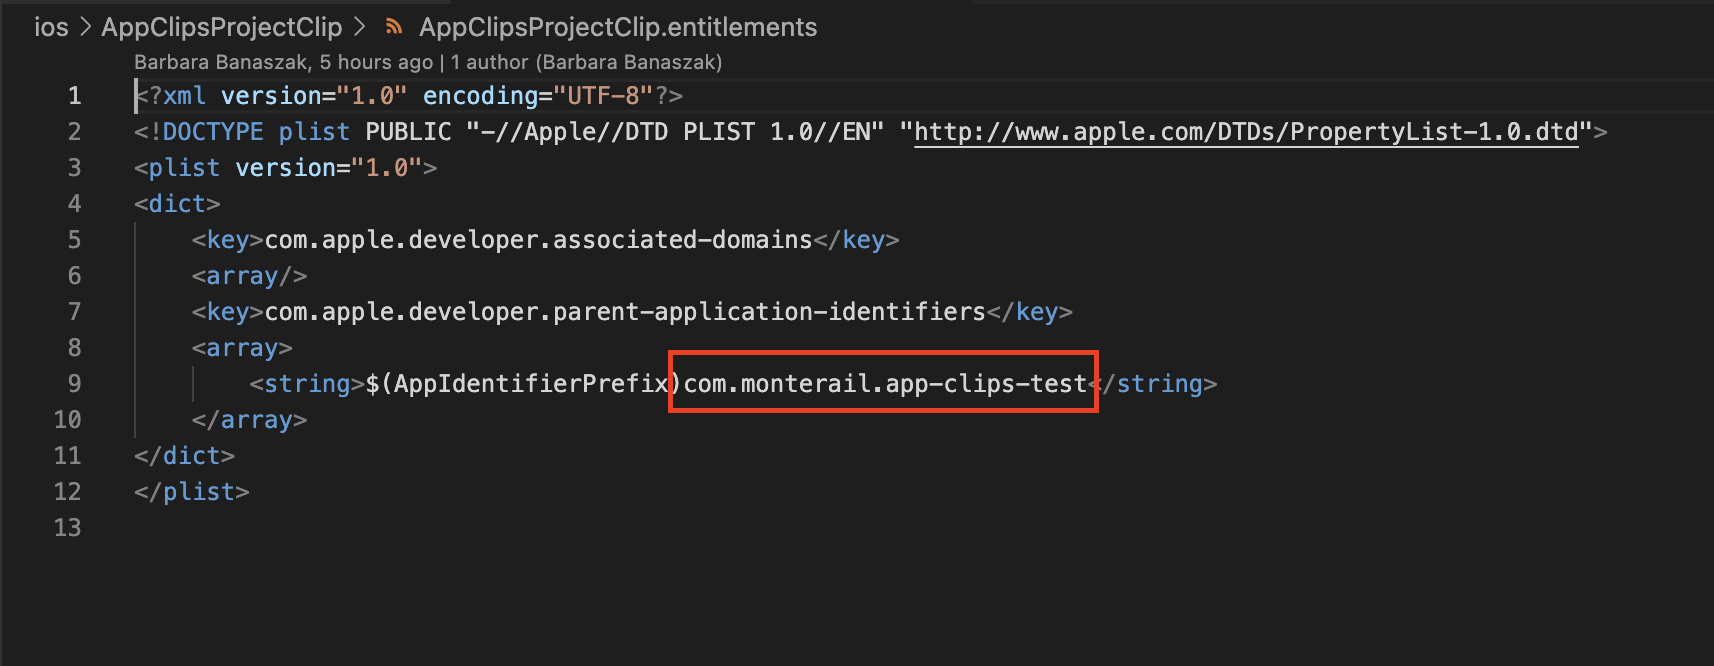 ios > AppClipsProjectClip > AppClipsProjectClip.entitlements
Barbara Banaszak, 5 hours ago | 1 author (Barbara Banaszak)
1 <?xml version="1.0" encoding="UTF-8"?>
2 <!DOCTYPE plist PUBLIC "-//Apple//DTD PLIST 1.0//EN" "http://www.apple.com/DTDs/PropertyList-1.0.dtd">
3 <plist version="1.0">
4 <dict>
5 <key>com.apple.developer.associated-domains</key>
6 <array/>
7 <key>com.apple.developer.parent-application-identifiers</key>
8 <array>
9 <string>$(AppIdentifierPrefix)com.monterail.app-clips-test</string>
10 </array>
11 </dict>
12 </plist>
13